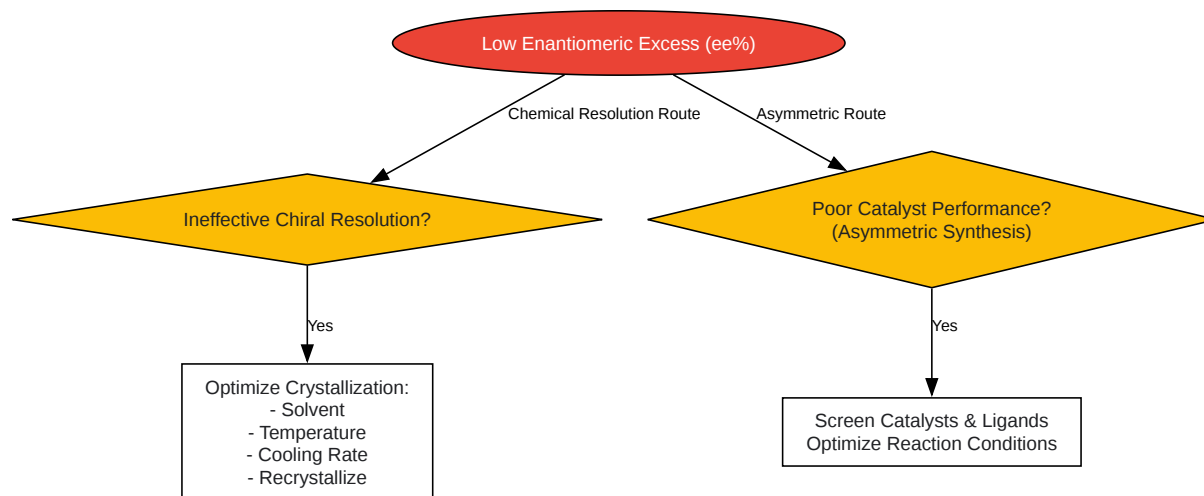 Low Enantiomeric Excess (ee%)
Chemical Resolution Route
Asymmetric Route
Ineffective Chiral Resolution?
Poor Catalyst Performance?
(Asymmetric Synthesis)
Yes
Yes
Optimize Crystallization:
- Solvent
- Temperature
- Cooling Rate
- Recrystallize
Screen Catalysts & Ligands
Optimize Reaction Conditions